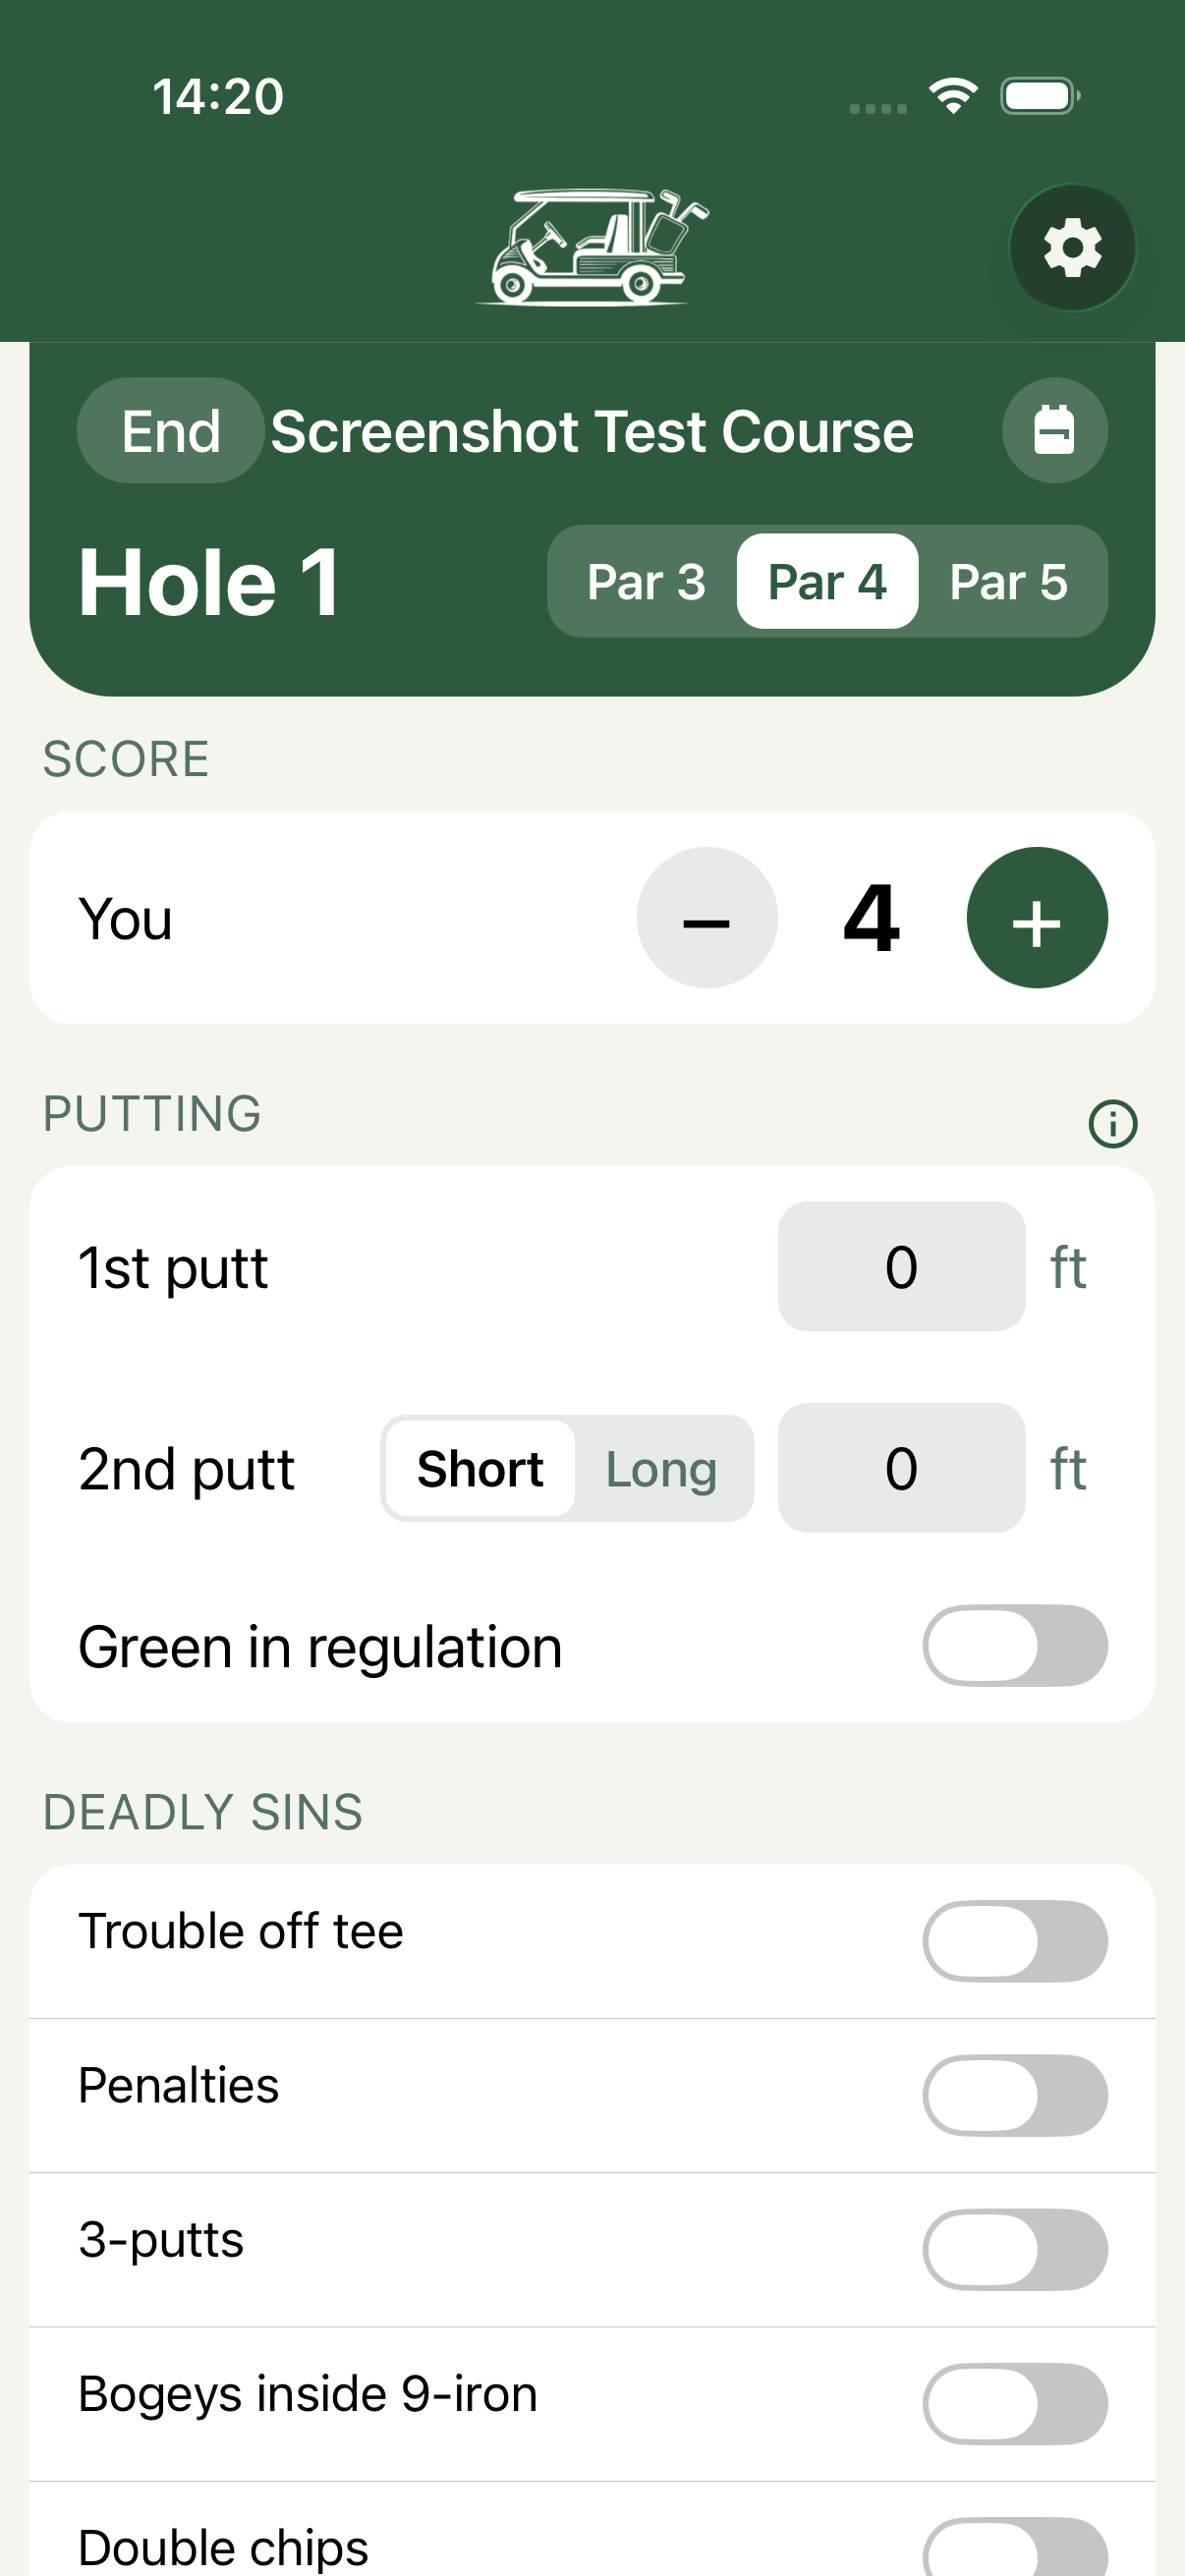 14:20
End Screenshot Test Course
Hole 1 Par 3 Par 4 Par 5
SCORE
You − 4 +
PUTTING
1st putt 0 ft
2nd putt Short Long 0 ft
Green in regulation
DEADLY SINS
Trouble off tee
Penalties
3-putts
Bogeys inside 9-iron
Double chips